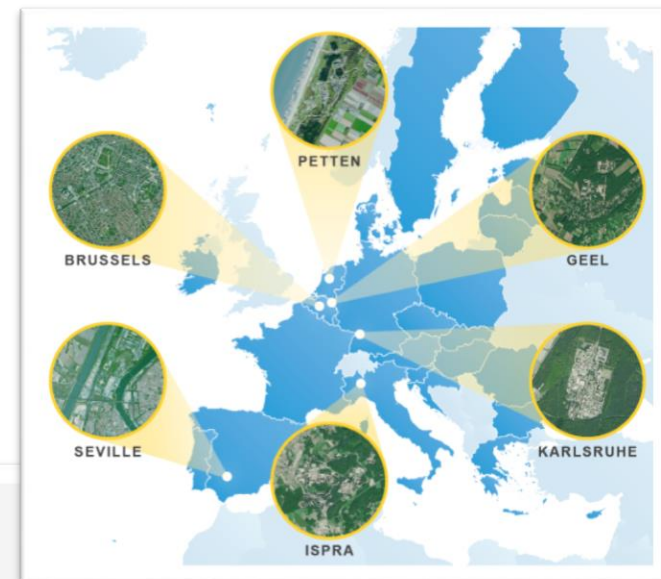 PETTEN
BRUSSELS
GEEL
SEVILLE
KARLSRUHE
ISPRA